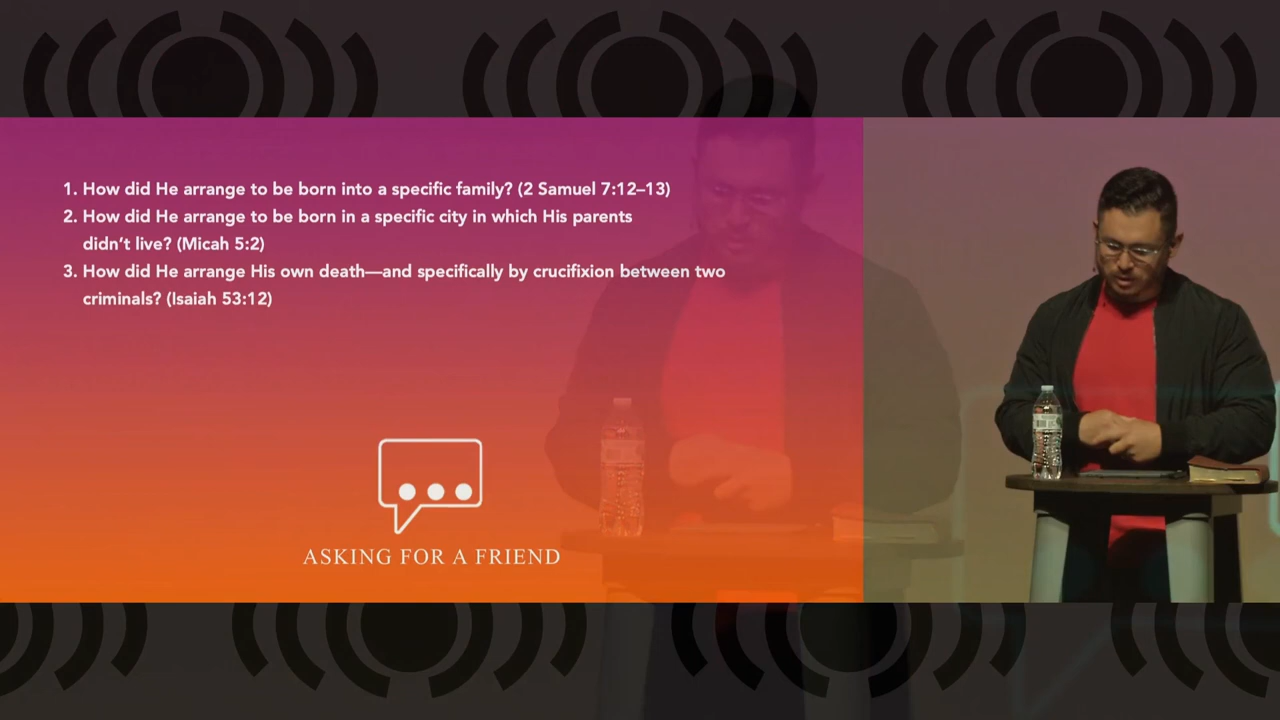 1. How did He arrange to be born into a specific family? (2 Samuel 7:12–13)
2. How did He arrange to be born in a specific city in which His parents
didn’t live? (Micah 5:2)
3. How did He arrange His own death—and specifically by crucifixion between two
criminals? (Isaiah 53:12)
ASKING FOR A FRIEND